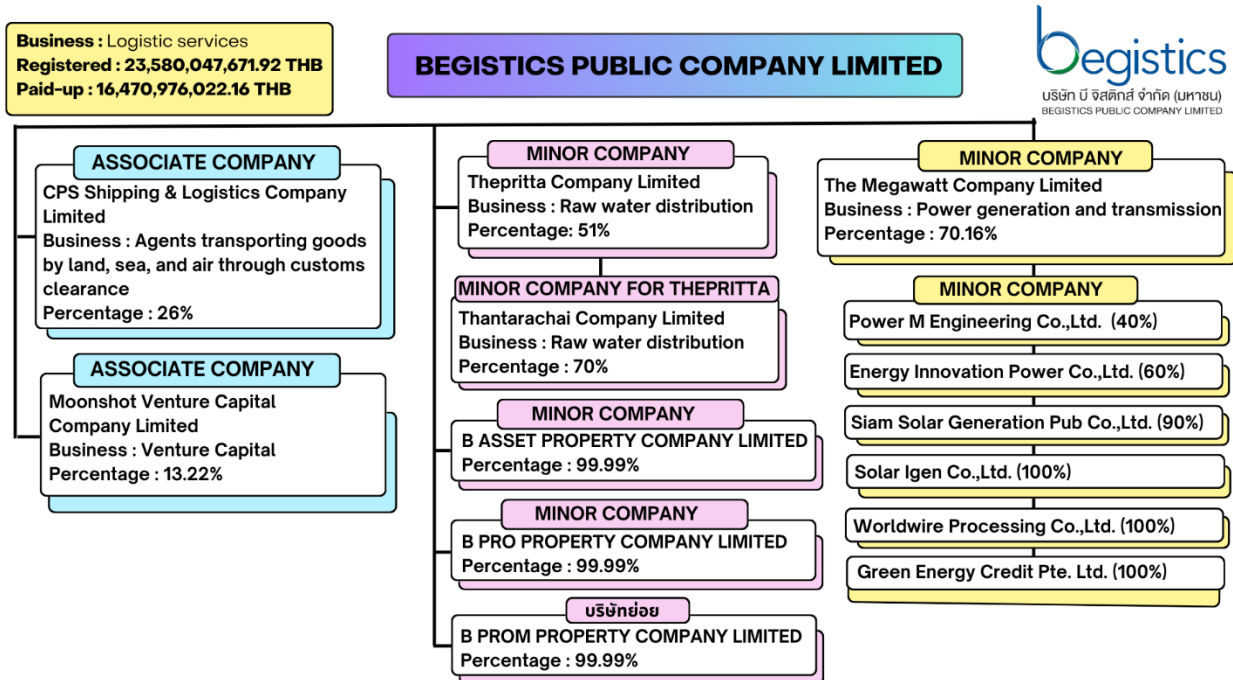 Business : Logistic services
Registered : 23,580,047,671.92 THB
Paid-up : 16,470,976,022.16 THB
BEGISTICS PUBLIC COMPANY LIMITED
begistics
บริษัท บี จิสติกส์ จำกัด (มหาชน)
BEGISTICS PUBLIC COMPANY LIMITED
ASSOCIATE COMPANY
CPS Shipping & Logistics Company
Limited
Business : Agents transporting goods
by land, sea, and air through customs
clearance
Percentage : 26%
ASSOCIATE COMPANY
Moonshot Venture Capital
Company Limited
Business : Venture Capital
Percentage : 13.22%
MINOR COMPANY
Thepritta Company Limited
Business : Raw water distribution
Percentage: 51%
MINOR COMPANY FOR THEPRITTA
Thantarachai Company Limited
Business : Raw water distribution
Percentage : 70%
MINOR COMPANY
B ASSET PROPERTY COMPANY LIMITED
Percentage : 99.99%
MINOR COMPANY
B PRO PROPERTY COMPANY LIMITED
Percentage : 99.99%
บริษัทย่อย
B PROM PROPERTY COMPANY LIMITED
Percentage : 99.99%
MINOR COMPANY
The Megawatt Company Limited
Business : Power generation and transmission
Percentage : 70.16%
MINOR COMPANY
Power M Engineering Co.,Ltd. (40%)
Energy Innovation Power Co.,Ltd. (60%)
Siam Solar Generation Pub Co.,Ltd. (90%)
Solar Igen Co.,Ltd. (100%)
Worldwire Processing Co.,Ltd. (100%)
Green Energy Credit Pte. Ltd. (100%)